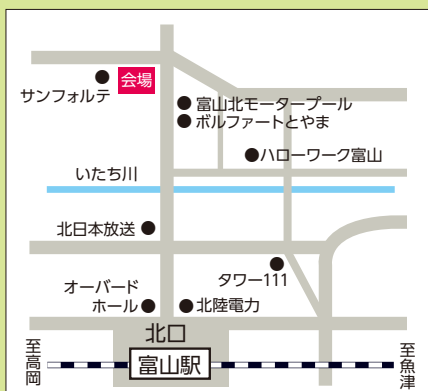 会場
サンフォルテ
富山北モータープール
ボルファートとやま
ハローワーク富山
いたち川
北日本放送
タワー111
オーバード
ホール
北陸電力
北口
富山駅
至高岡
至魚津